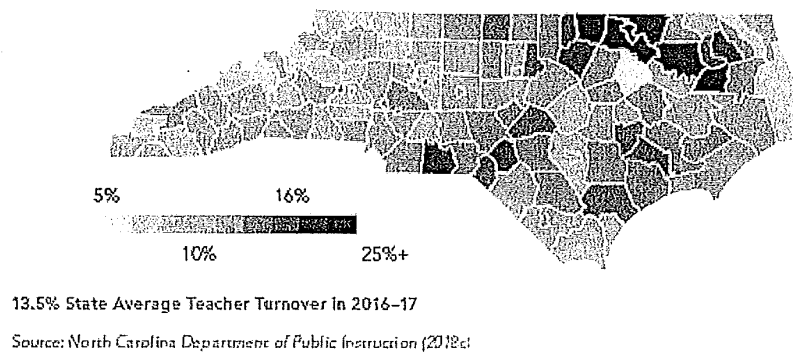 5% 16%
10% 25%+
13.5% State Average Teacher Turnover in 2016–17
Source: North Carolina Department of Public Instruction (2018c)